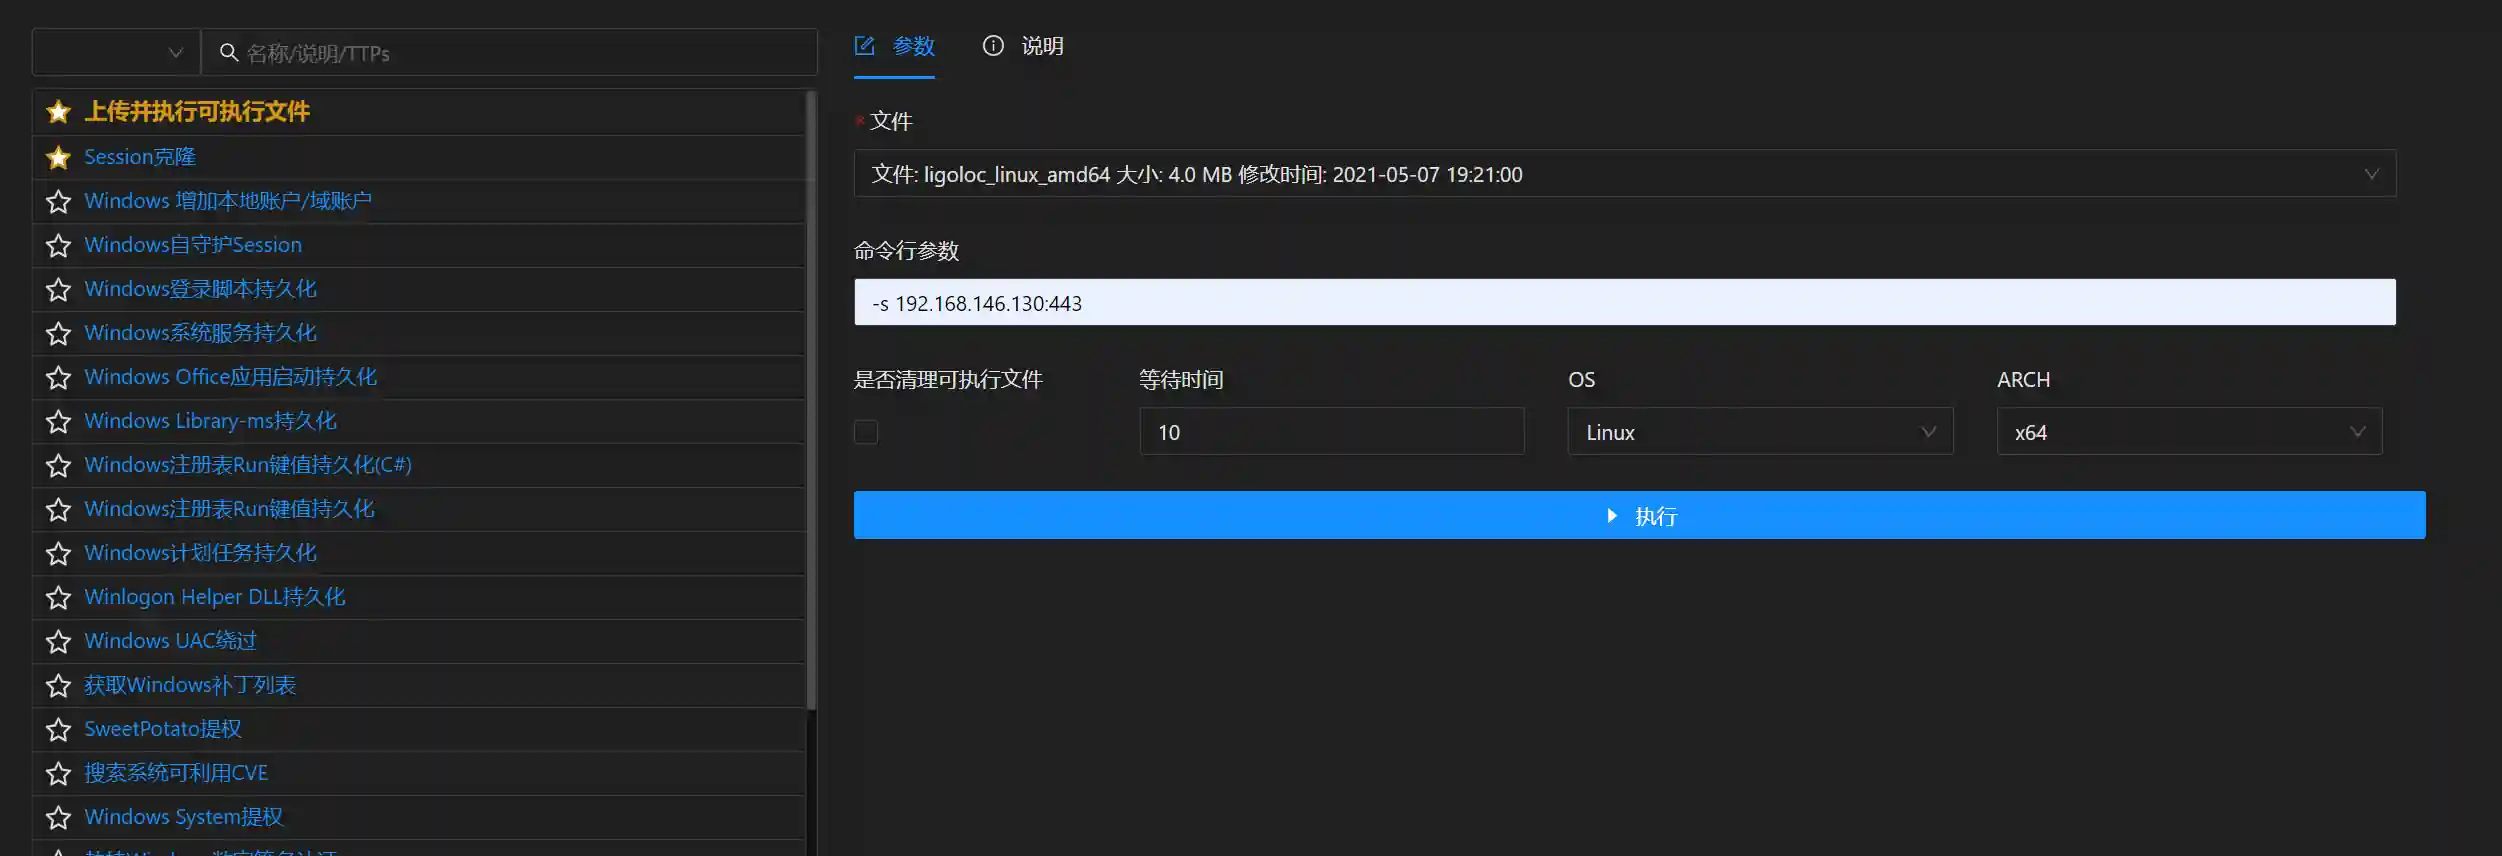 名称/说明/TTPs
上传并执行可执行文件
Session克隆
Windows 增加本地账户/域账户
Windows自守护Session
Windows登录脚本持久化
Windows系统服务持久化
Windows Office应用启动持久化
Windows Library-ms持久化
Windows注册表Run键值持久化(C#)
Windows注册表Run键值持久化
Windows计划任务持久化
Winlogon Helper DLL持久化
Windows UAC绕过
获取Windows补丁列表
SweetPotato提权
搜索系统可利用CVE
Windows System提权
参数 说明
* 文件
文件: ligoloc_linux_amd64 大小: 4.0 MB 修改时间: 2021-05-07 19:21:00
命令行参数
-s 192.168.146.130:443
是否清理可执行文件 等待时间 OS ARCH
10 Linux x64
执行